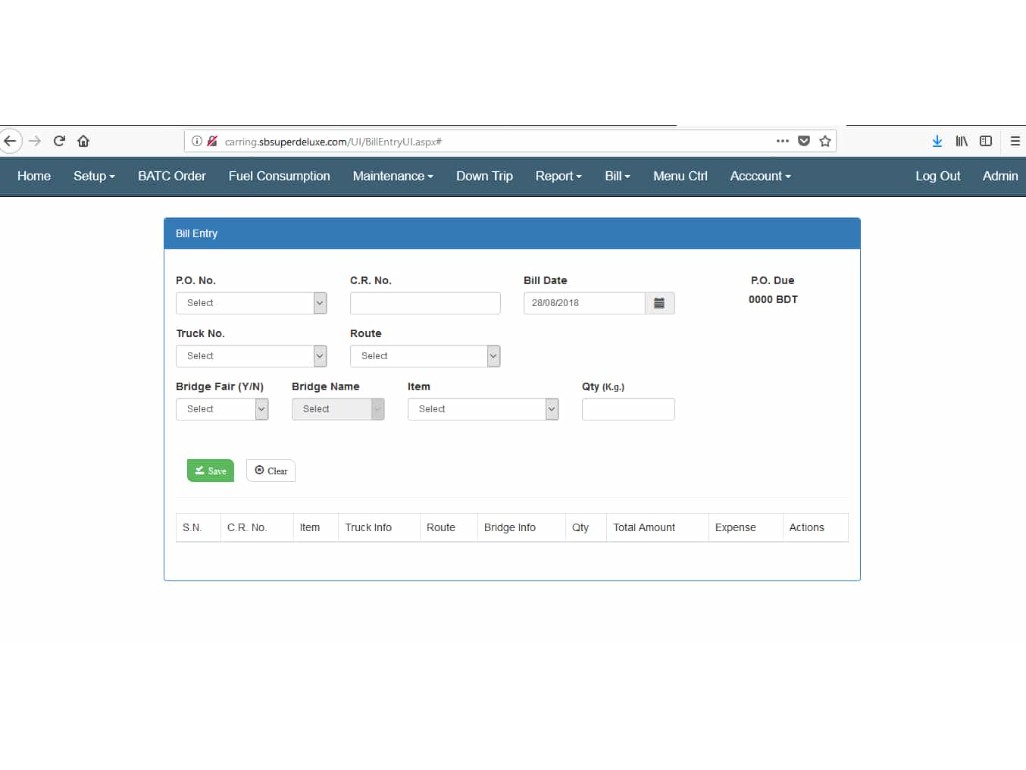 carring.sbsuperdeluxe.com/UI/BillEntryUI.aspx#
Home Setup BATC Order Fuel Consumption Maintenance Down Trip Report Bill Menu Ctrl Acccount Log Out Admin
Bill Entry
P.O. No. C.R. No. Bill Date P.O. Due
Select 28/08/2018 0000 BDT
Truck No. Route
Select Select
Bridge Fair (Y/N) Bridge Name Item Qty (K.g.)
Select Select Select
Save Clear
S.N. C.R. No. Item Truck Info Route Bridge Info Qty Total Amount Expense Actions